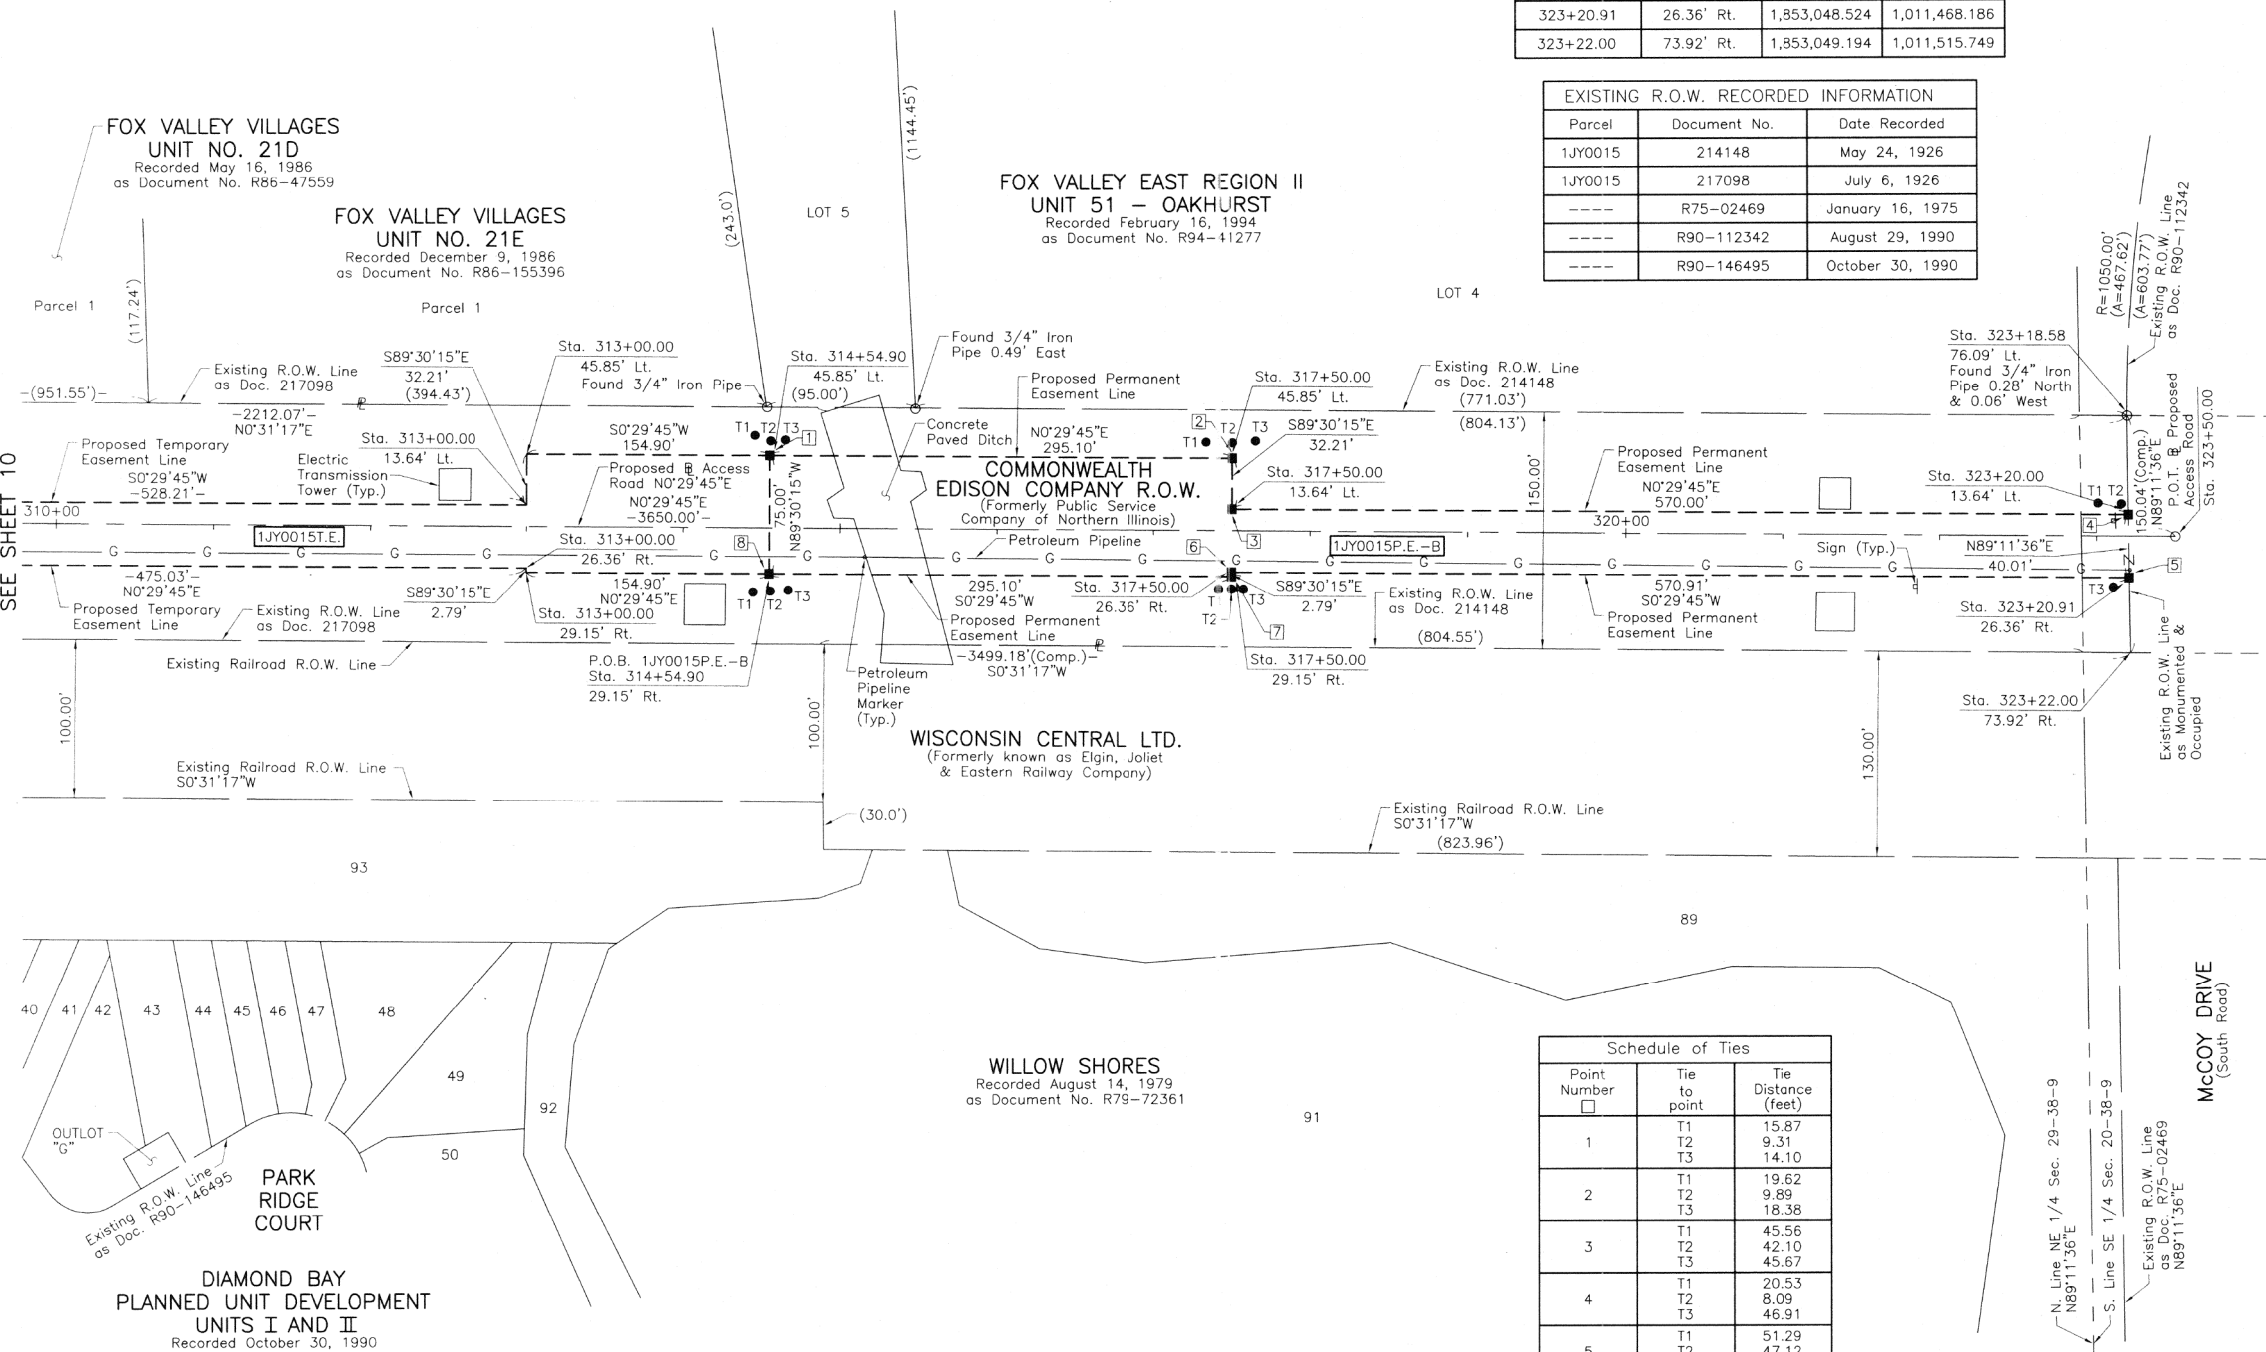 323+20.91 26.36' Rt. 1,853,048.524 1,011,468.186
323+22.00 73.92' Rt. 1,853,049.194 1,011,515.749
EXISTING R.O.W. RECORDED INFORMATION
Parcel Document No. Date Recorded
1JY0015 214148 May 24, 1926
1JY0015 217098 July 6, 1926
---- R75-02469 January 16, 1975
---- R90-112342 August 29, 1990
---- R90-146495 October 30, 1990
FOX VALLEY VILLAGES
UNIT NO. 21D
Recorded May 16, 1986
as Document No. R86-47559
FOX VALLEY VILLAGES
UNIT NO. 21E
Recorded December 9, 1986
as Document No. R86-155396
Parcel 1
Parcel 1
(117.24')
(243.0')
LOT 5
(1144.45')
FOX VALLEY EAST REGION II
UNIT 51 - OAKHURST
Recorded February 16, 1994
as Document No. R94-41277
LOT 4
R=1050.00'
(A=467.62')
(A=603.77')
Existing R.O.W. Line
as Doc. R90-112342
SEE SHEET 10
-(951.55')-
Existing R.O.W. Line
as Doc. 217098
-2212.07'-
N0°31'17"E
S89°30'15"E
32.21'
(394.43')
Sta. 313+00.00
45.85' Lt.
Found 3/4" Iron Pipe
Sta. 314+54.90
45.85' Lt.
(95.00')
Found 3/4" Iron
Pipe 0.49' East
Proposed Permanent
Easement Line
Sta. 317+50.00
45.85' Lt.
Existing R.O.W. Line
as Doc. 214148
(771.03')
(804.13')
Sta. 323+18.58
76.09' Lt.
Found 3/4" Iron
Pipe 0.28' North
& 0.06' West
P.O.T. ℄ Proposed
Access Road
Sta. 323+50.00
Proposed Temporary
Easement Line
S0°29'45"W
-528.21'-
Sta. 313+00.00
13.64' Lt.
Electric
Transmission
Tower (Typ.)
S0°29'45"W
154.90'
T1 T2 T3
1
Concrete
Paved Ditch
N0°29'45"E
295.10'
2
T1 T2 T3
S89°30'15"E
32.21'
Sta. 317+50.00
13.64' Lt.
150.00'
Proposed Permanent
Easement Line
N0°29'45"E
570.00'
Sta. 323+20.00
13.64' Lt.
T1 T2
4
150.04'(Comp.)
N89°11'36"E
Proposed ℄ Access
Road N0°29'45"E
N0°29'45"E
-3650.00'-
75.00'
N89°30'15"W
COMMONWEALTH
EDISON COMPANY R.O.W.
(Formerly Public Service
Company of Northern Illinois)
310+00
320+00
1JY0015T.E.
Sta. 313+00.00
26.36' Rt.
8
Petroleum Pipeline
6
3
1JY0015P.E.-B
Sign (Typ.)
N89°11'36"E
40.01'
5
G G G G G G G G G G G G G G G G
-475.03'-
N0°29'45"E
Proposed Temporary
Easement Line
Existing R.O.W. Line
as Doc. 217098
S89°30'15"E
2.79'
154.90'
N0°29'45"E
Sta. 313+00.00
29.15' Rt.
T1 T2 T3
295.10'
S0°29'45"W
Proposed Permanent
Easement Line
Sta. 317+50.00
26.36' Rt.
T2 T3
7
S89°30'15"E
2.79'
Existing R.O.W. Line
as Doc. 214148
(804.55')
570.91'
S0°29'45"W
Proposed Permanent
Easement Line
T3
Sta. 323+20.91
26.36' Rt.
Existing Railroad R.O.W. Line
P.O.B. 1JY0015P.E.-B
Sta. 314+54.90
29.15' Rt.
Petroleum
Pipeline
Marker
(Typ.)
-3499.18'(Comp.)-
S0°31'17"W
Sta. 317+50.00
29.15' Rt.
Sta. 323+22.00
73.92' Rt.
Existing R.O.W. Line
as Monumented &
Occupied
100.00'
100.00'
130.00'
WISCONSIN CENTRAL LTD.
(Formerly known as Elgin, Joliet
& Eastern Railway Company)
Existing Railroad R.O.W. Line
S0°31'17"W
(30.0')
Existing Railroad R.O.W. Line
S0°31'17"W
(823.96')
93
89
40 41 42 43 44 45 46 47 48
49
50
92
91
OUTLOT
"G"
Existing R.O.W. Line
as Doc. R90-146495
PARK
RIDGE
COURT
DIAMOND BAY
PLANNED UNIT DEVELOPMENT
UNITS I AND II
Recorded October 30, 1990
WILLOW SHORES
Recorded August 14, 1979
as Document No. R79-72361
Schedule of Ties
Point Number Tie to point Tie Distance (feet)
1 T1 15.87
T2 9.31
T3 14.10
2 T1 19.62
T2 9.89
T3 18.38
3 T1 45.56
T2 42.10
T3 45.67
4 T1 20.53
T2 8.09
T3 46.91
5 T1 51.29
T2 47.12
N. Line NE 1/4 Sec. 29-38-9
N89°11'36"E
S. Line SE 1/4 Sec. 20-38-9
Existing R.O.W. Line
as Doc. R75-02469
N89°11'36"E
McCOY DRIVE
(South Road)